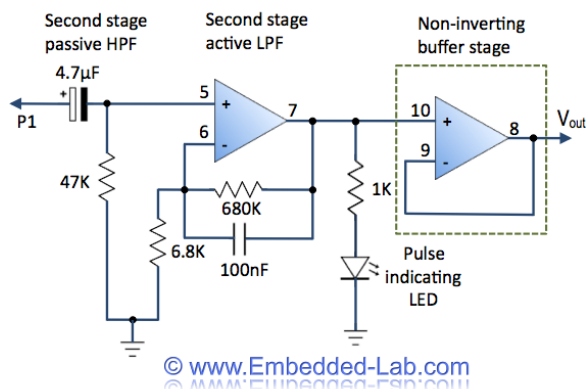 Second stage
passive HPF
Second stage
active LPF
Non-inverting
buffer stage
4.7µF
+
P1
5
+
7
6
-
10
+
8
9
-
Vout
47K
680K
1K
6.8K
100nF
Pulse
indicating
LED
© www.Embedded-Lab.com